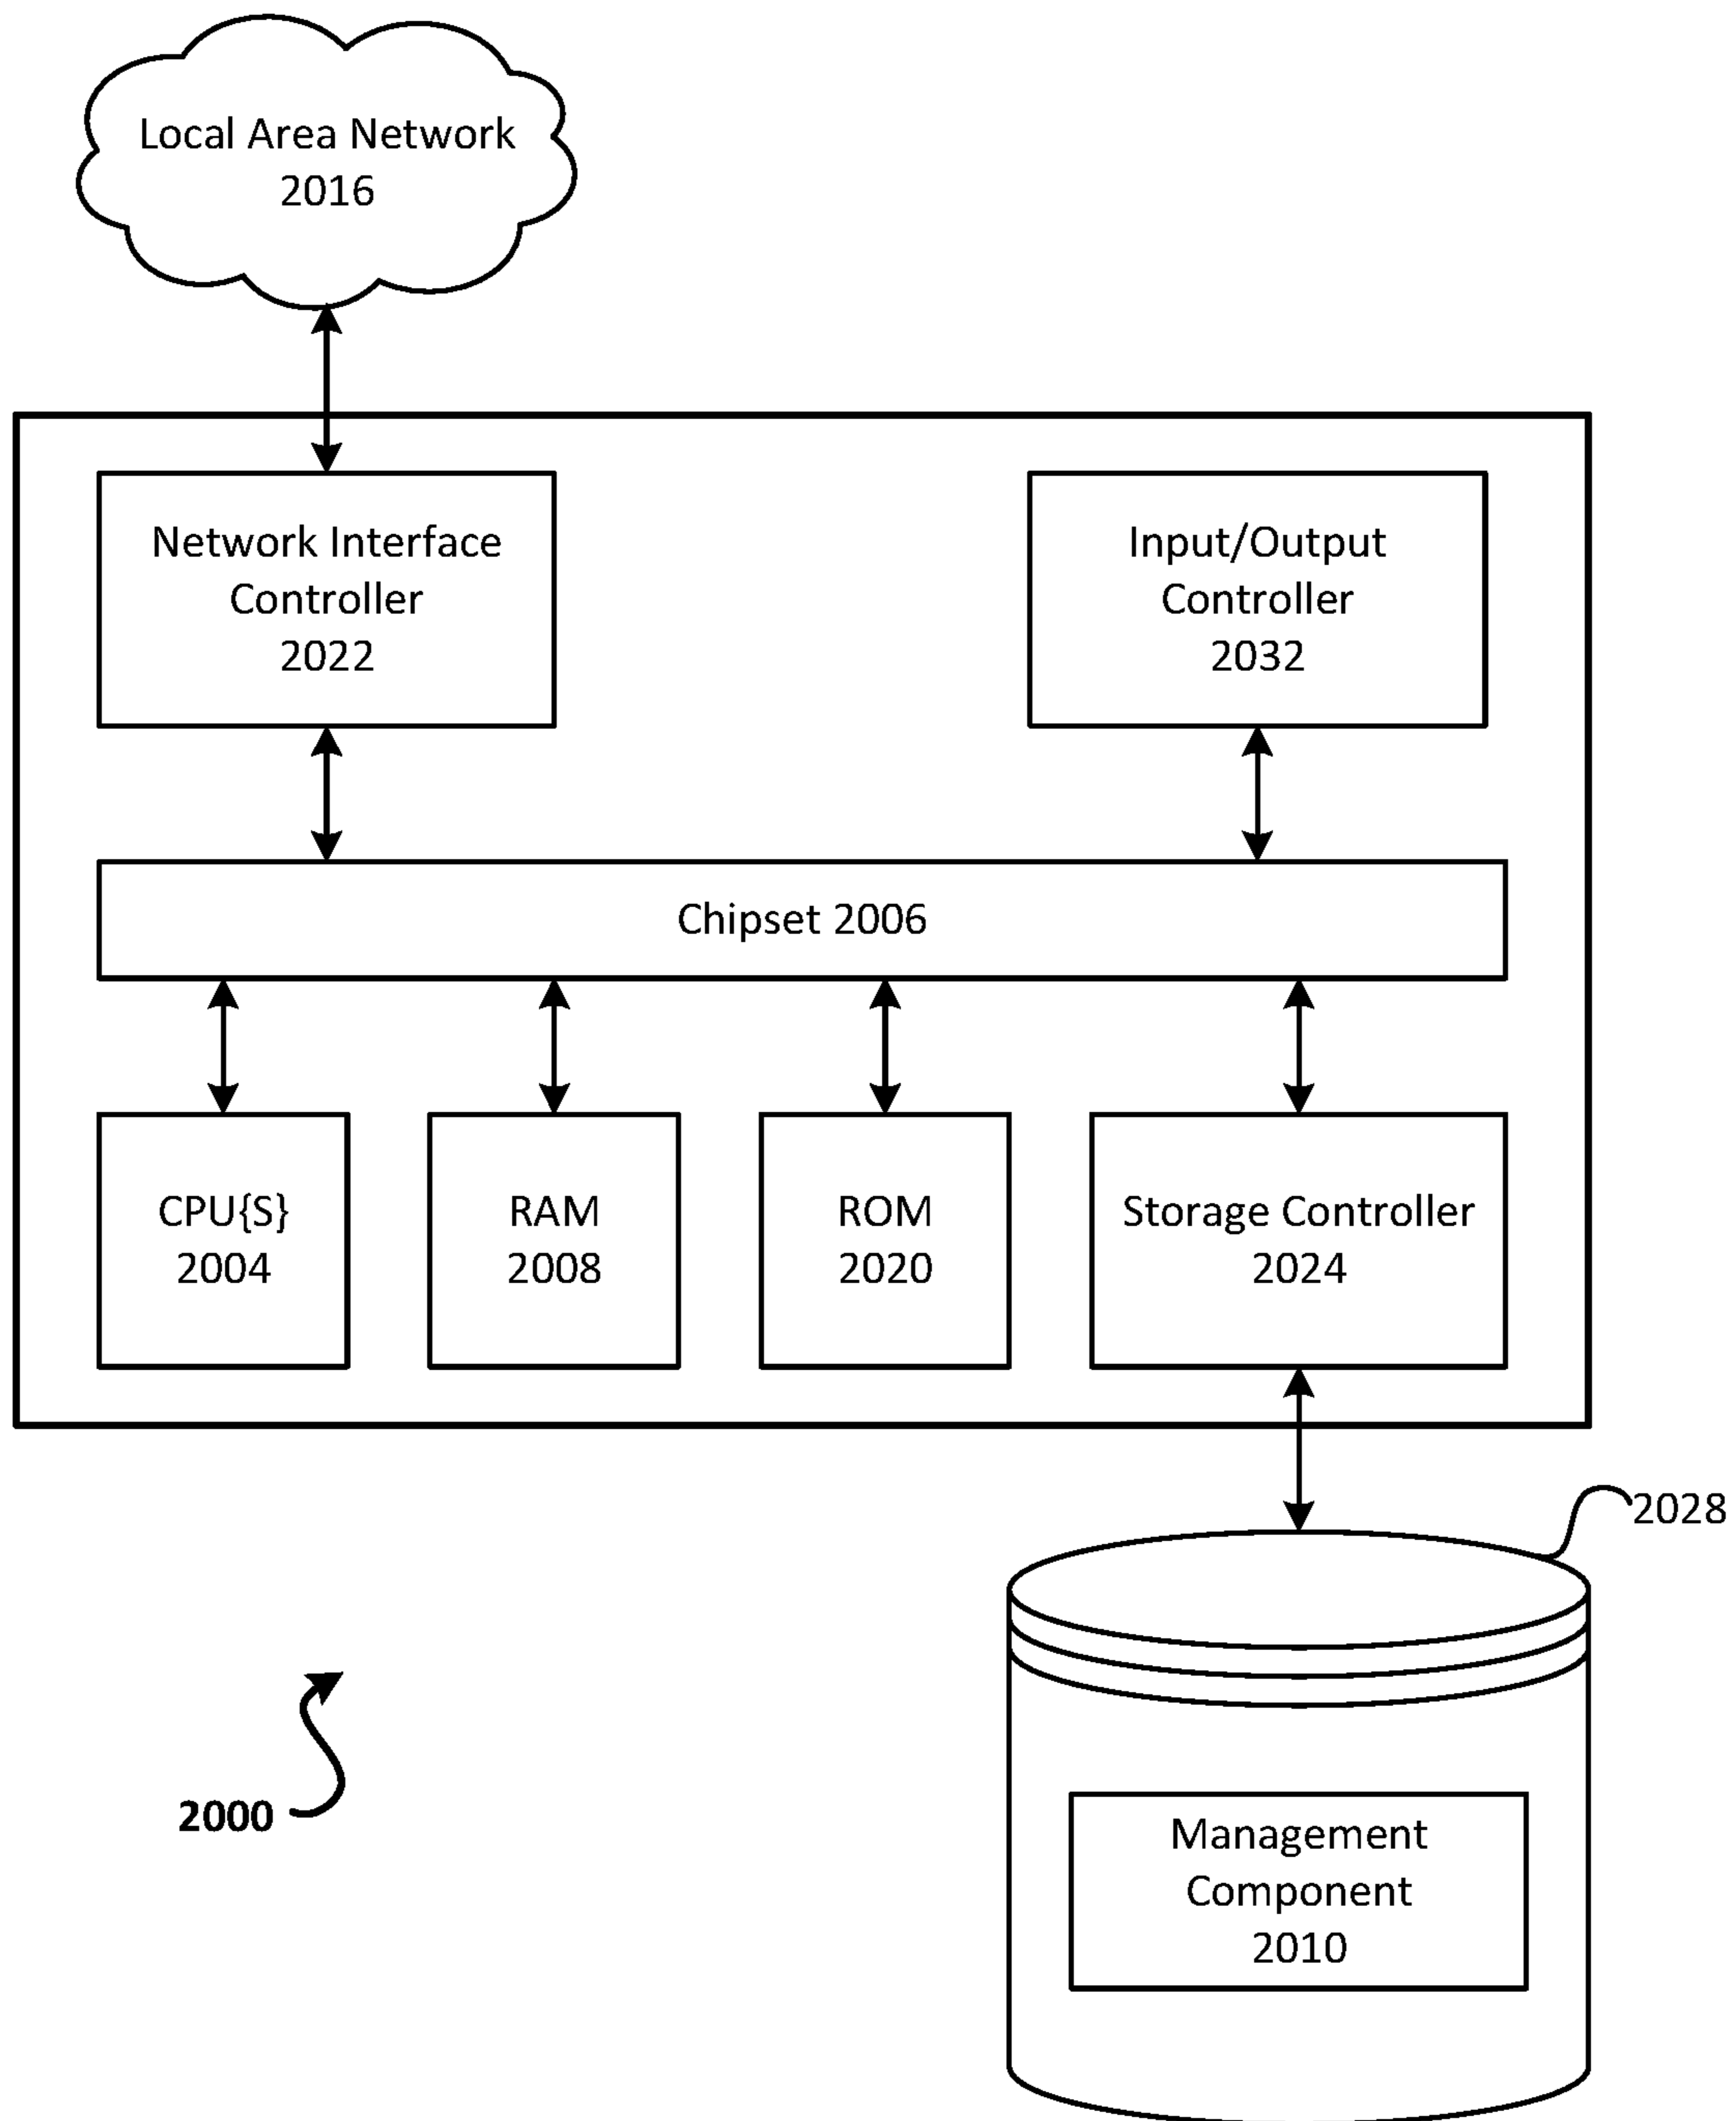 Local Area Network
2016
Network Interface
Controller
2022
Input/Output
Controller
2032
Chipset 2006
CPU{S}
2004
RAM
2008
ROM
2020
Storage Controller
2024
2028
2000
Management
Component
2010